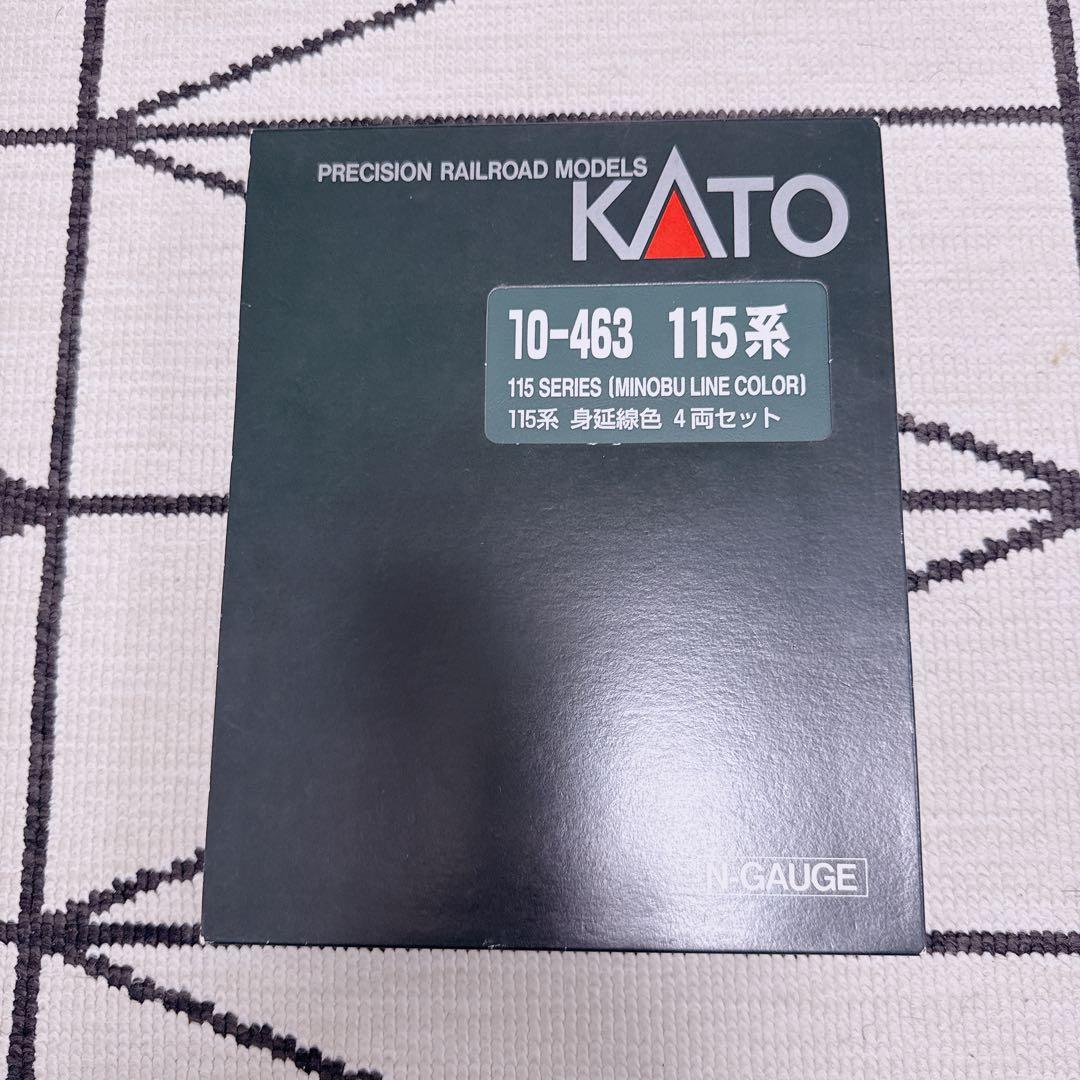 PRECISION RAILROAD MODELS
KATO
10-463 115系
115 SERIES (MINOBU LINE COLOR)
115系 身延線色 4両セット
N-GAUGE